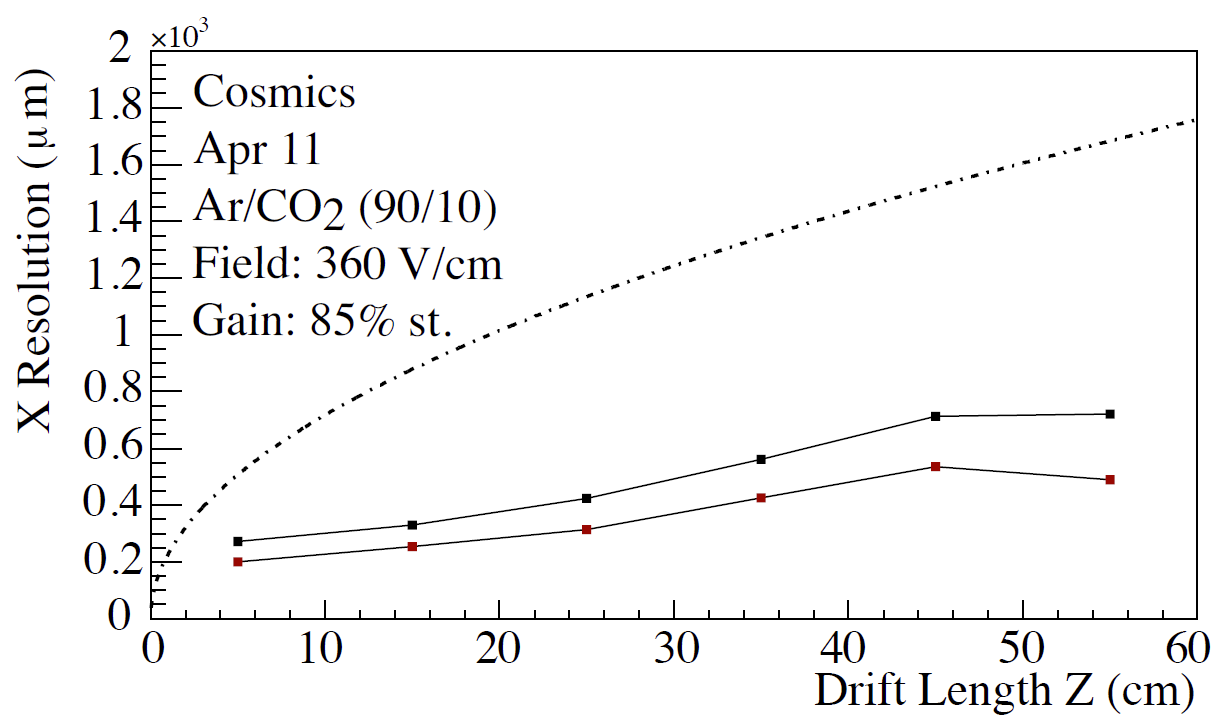 ×10³
X Resolution (μm)
2
1.8
1.6
1.4
1.2
1
0.8
0.6
0.4
0.2
0
Cosmics
Apr 11
Ar/CO₂ (90/10)
Field: 360 V/cm
Gain: 85% st.
0 10 20 30 40 50 60
Drift Length Z (cm)